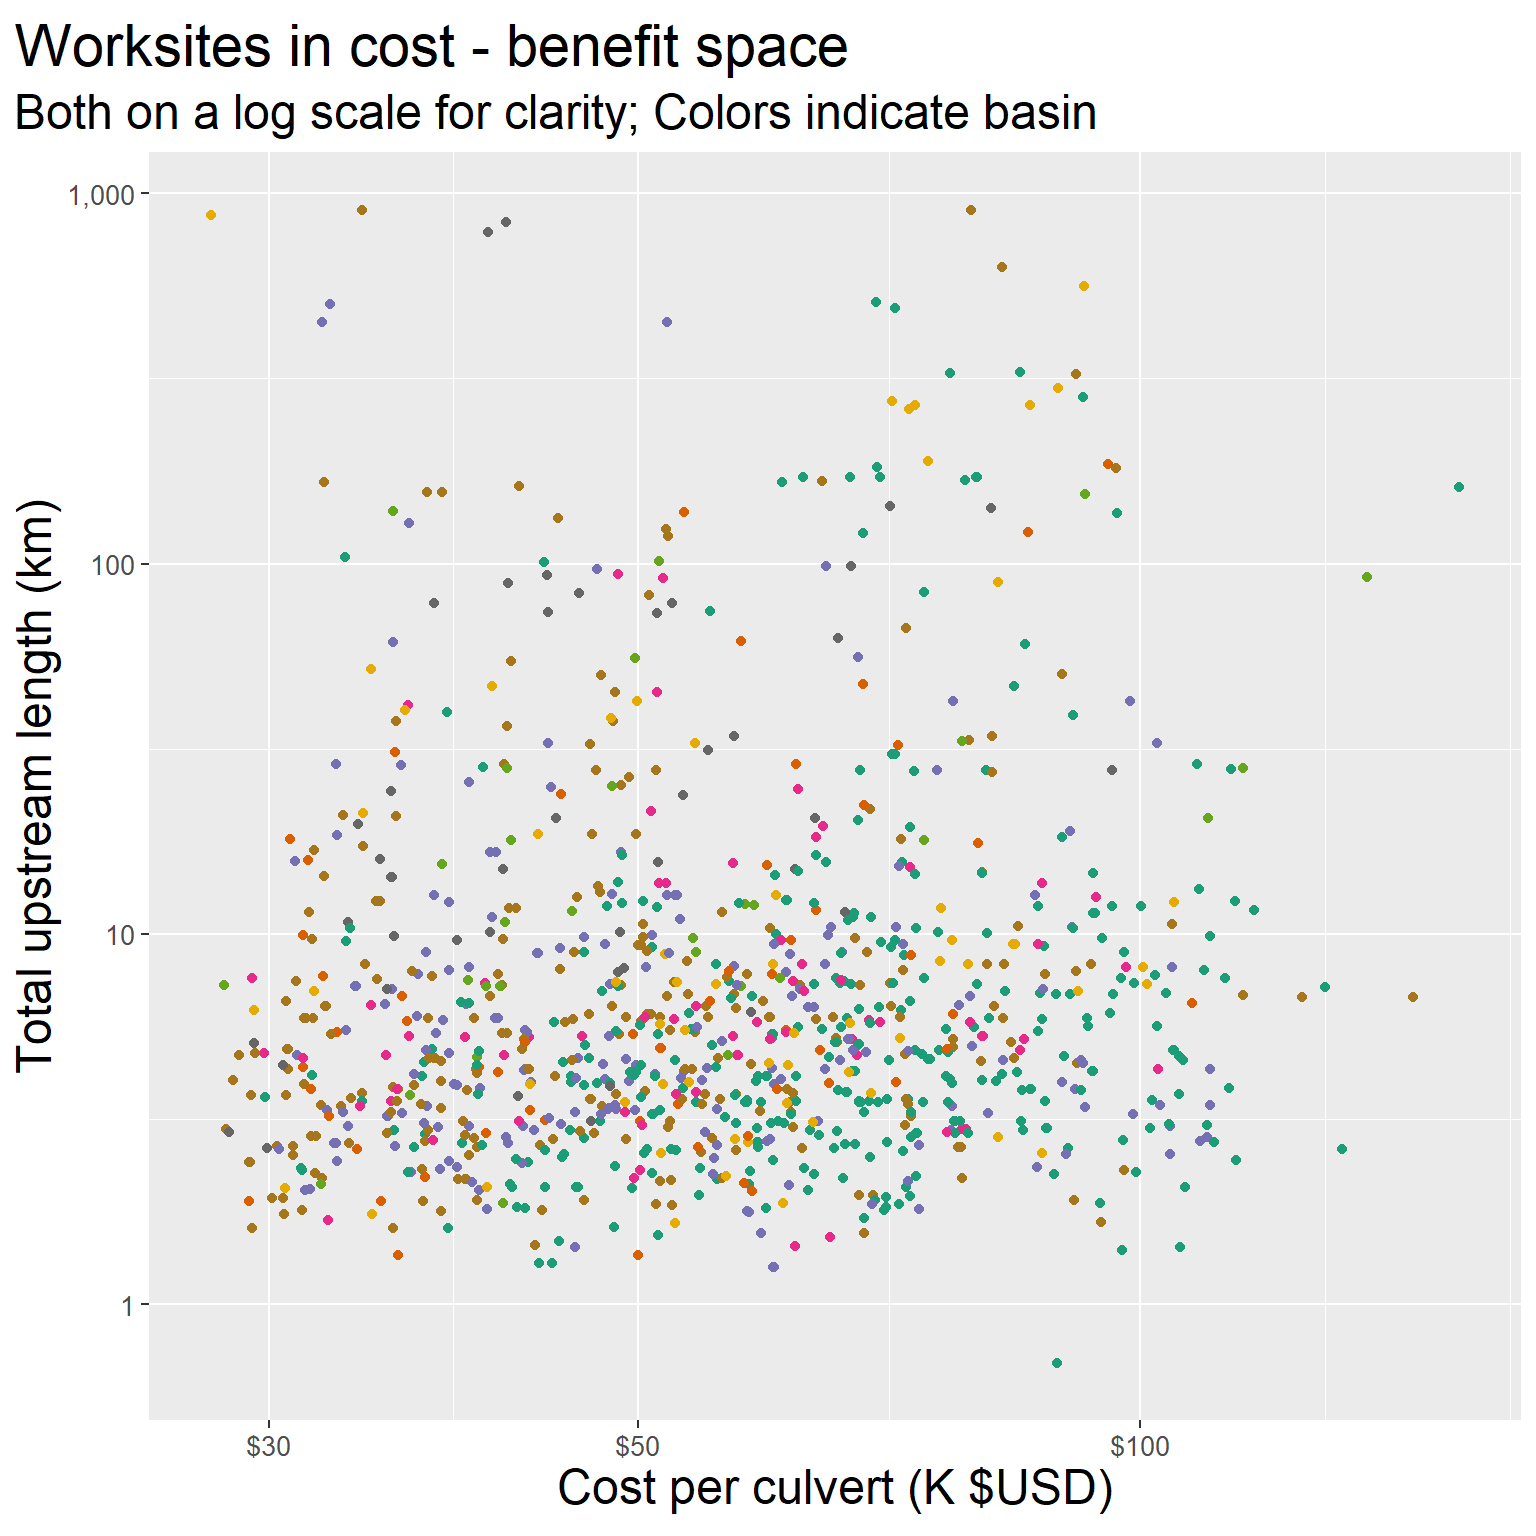 Worksites in cost - benefit space
Both on a log scale for clarity; Colors indicate basin
1,000
100
10
1
Total upstream length (km)
$30
$50
$100
Cost per culvert (K $USD)